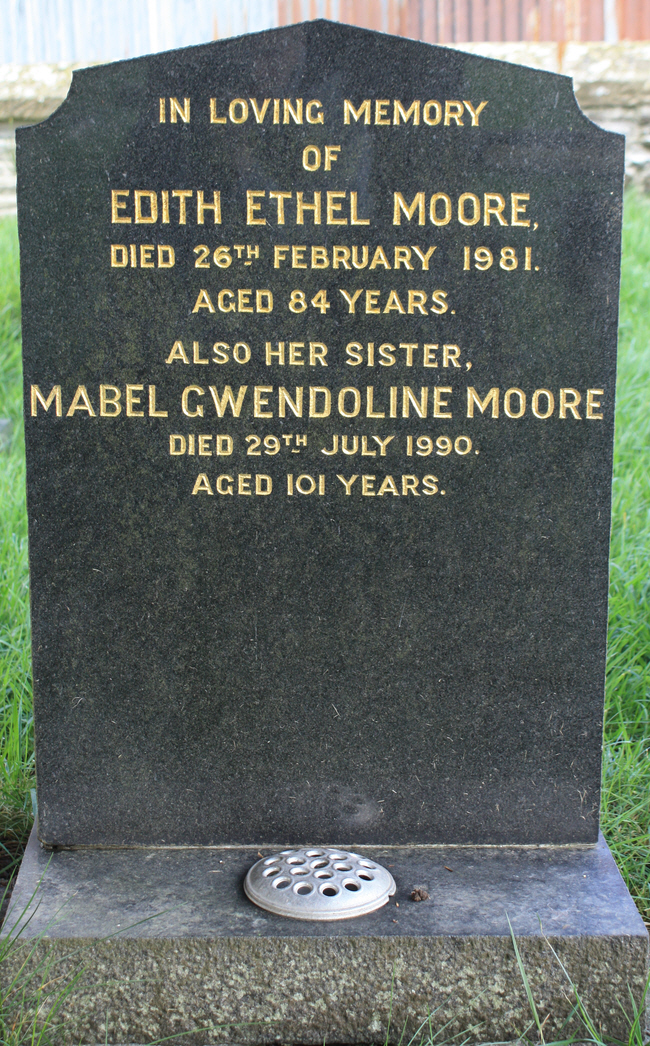 IN LOVING MEMORY
OF
EDITH ETHEL MOORE,
DIED 26TH FEBRUARY 1981.
AGED 84 YEARS.
ALSO HER SISTER,
MABEL GWENDOLINE MOORE
DIED 29TH JULY 1990.
AGED 101 YEARS.